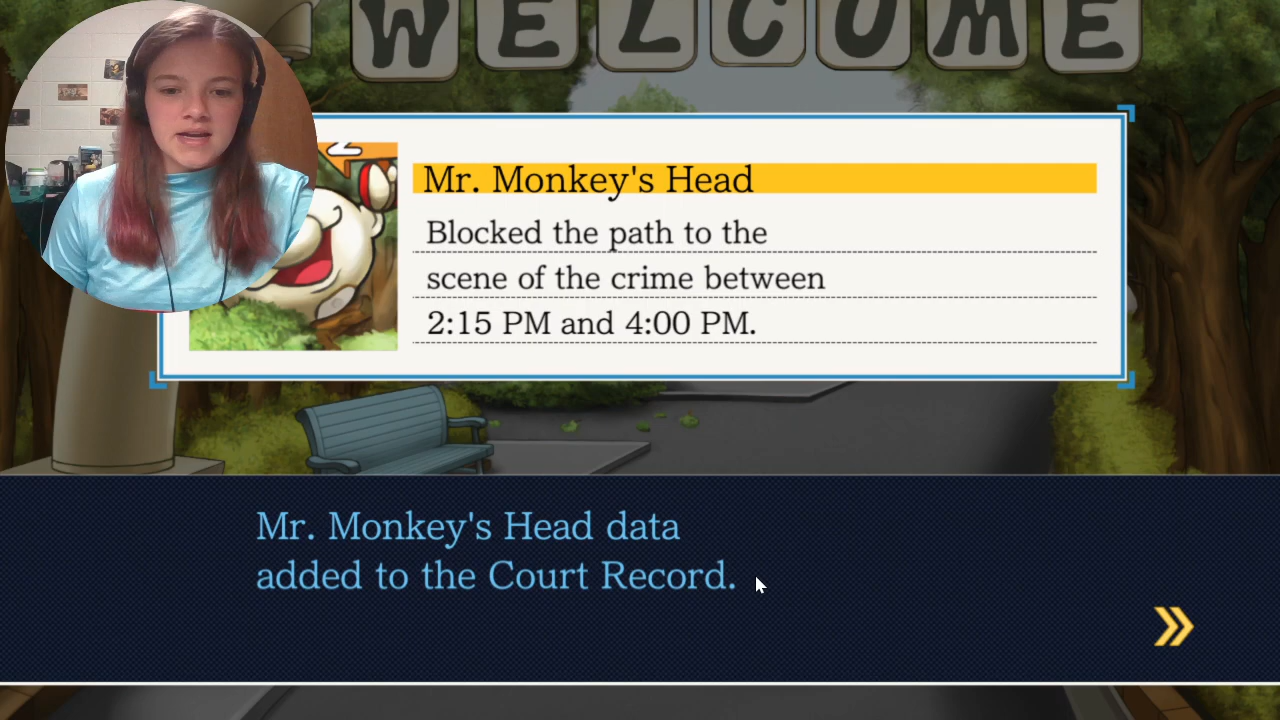 WELCOME
Mr. Monkey's Head
Blocked the path to the
scene of the crime between
2:15 PM and 4:00 PM.
Mr. Monkey's Head data
added to the Court Record.